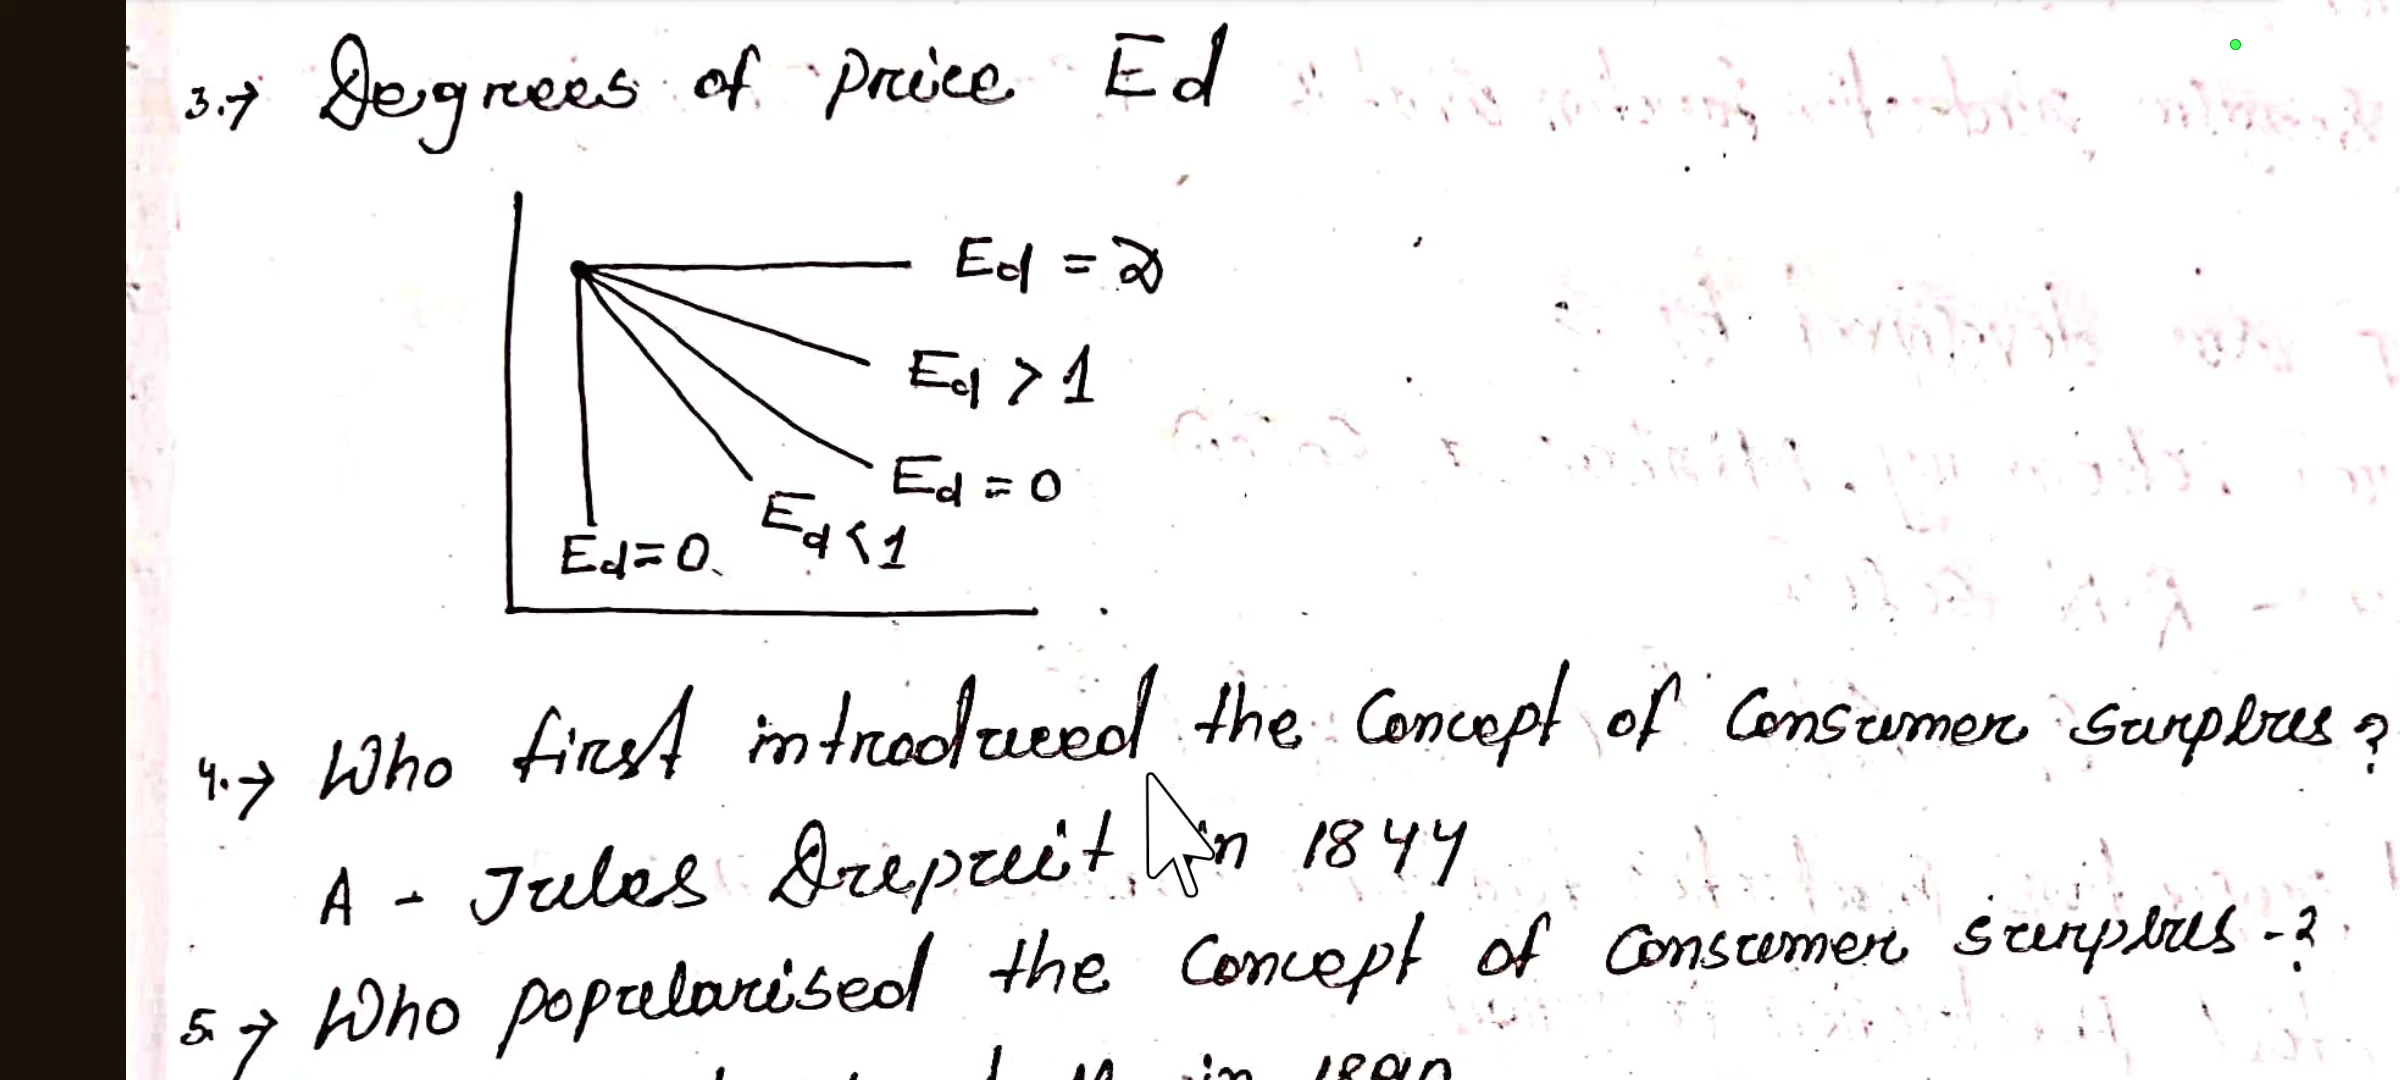 3.→ Degrees of price Ed
Ed = ∞
Ed > 1
Ed = 0
Ed < 1
Ed = 0
4.→ Who first introduced the Concept of Consumer Surplus ?
A - Jules Drepuit, in 1844
5 → Who popularised the Concept of Consumer surplus - ?
in